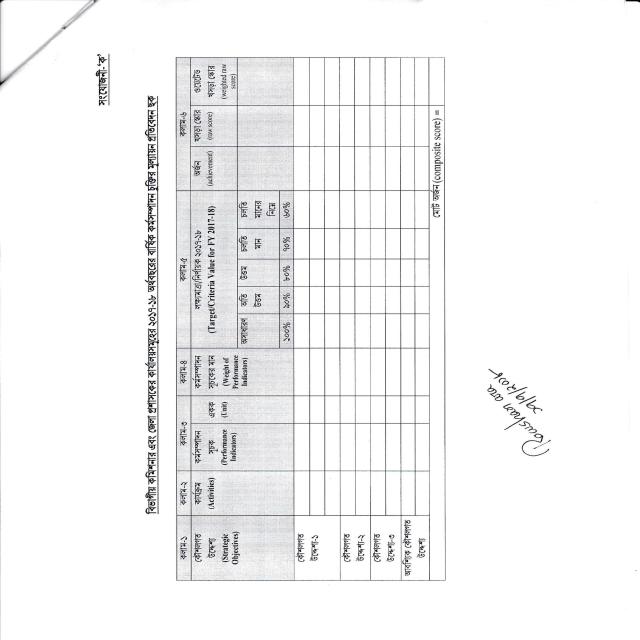 সংযোজনী-'ক'
বিভাগীয় কমিশনার এবং জেলা প্রশাসকের কার্যালয়সমূহের ২০১৭-১৮ অর্থবছরের বার্ষিক কর্মসম্পাদন চুক্তির মূল্যায়ন প্রতিবেদন ছক
কলাম-১ কলাম-২ কলাম-৩ কলাম-৪ কলাম-৫ কলাম-৬
কৌশলগত
উদ্দেশ্য
(Strategic
Objectives)
কার্যক্রম
(Activities)
কর্মসম্পাদন
সূচক
(Performance
Indicators)
একক
(Unit)
কর্মসম্পাদন
সূচকের মান
(Weight of
Performance
Indicators)
লক্ষ্যমাত্রা/নির্ণায়ক ২০১৭-১৮
(Target/Criteria Value for FY 2017-18)
অসাধারণ
অতি
উত্তম
উত্তম
চলতি
মান
চলতি
মানের
নিম্নে
১০০% ৯০% ৮০% ৭০% ৬০%
অর্জন
(achievement)
খসড়া স্কোর
(raw score)
ওয়েটেড
খসড়া স্কোর
(weighted raw
score)
কৌশলগত
উদ্দেশ্য-১
কৌশলগত
উদ্দেশ্য-২
কৌশলগত
উদ্দেশ্য-৩
আবশ্যিক কৌশলগত
উদ্দেশ্য
মোট অর্জন (composite score) =